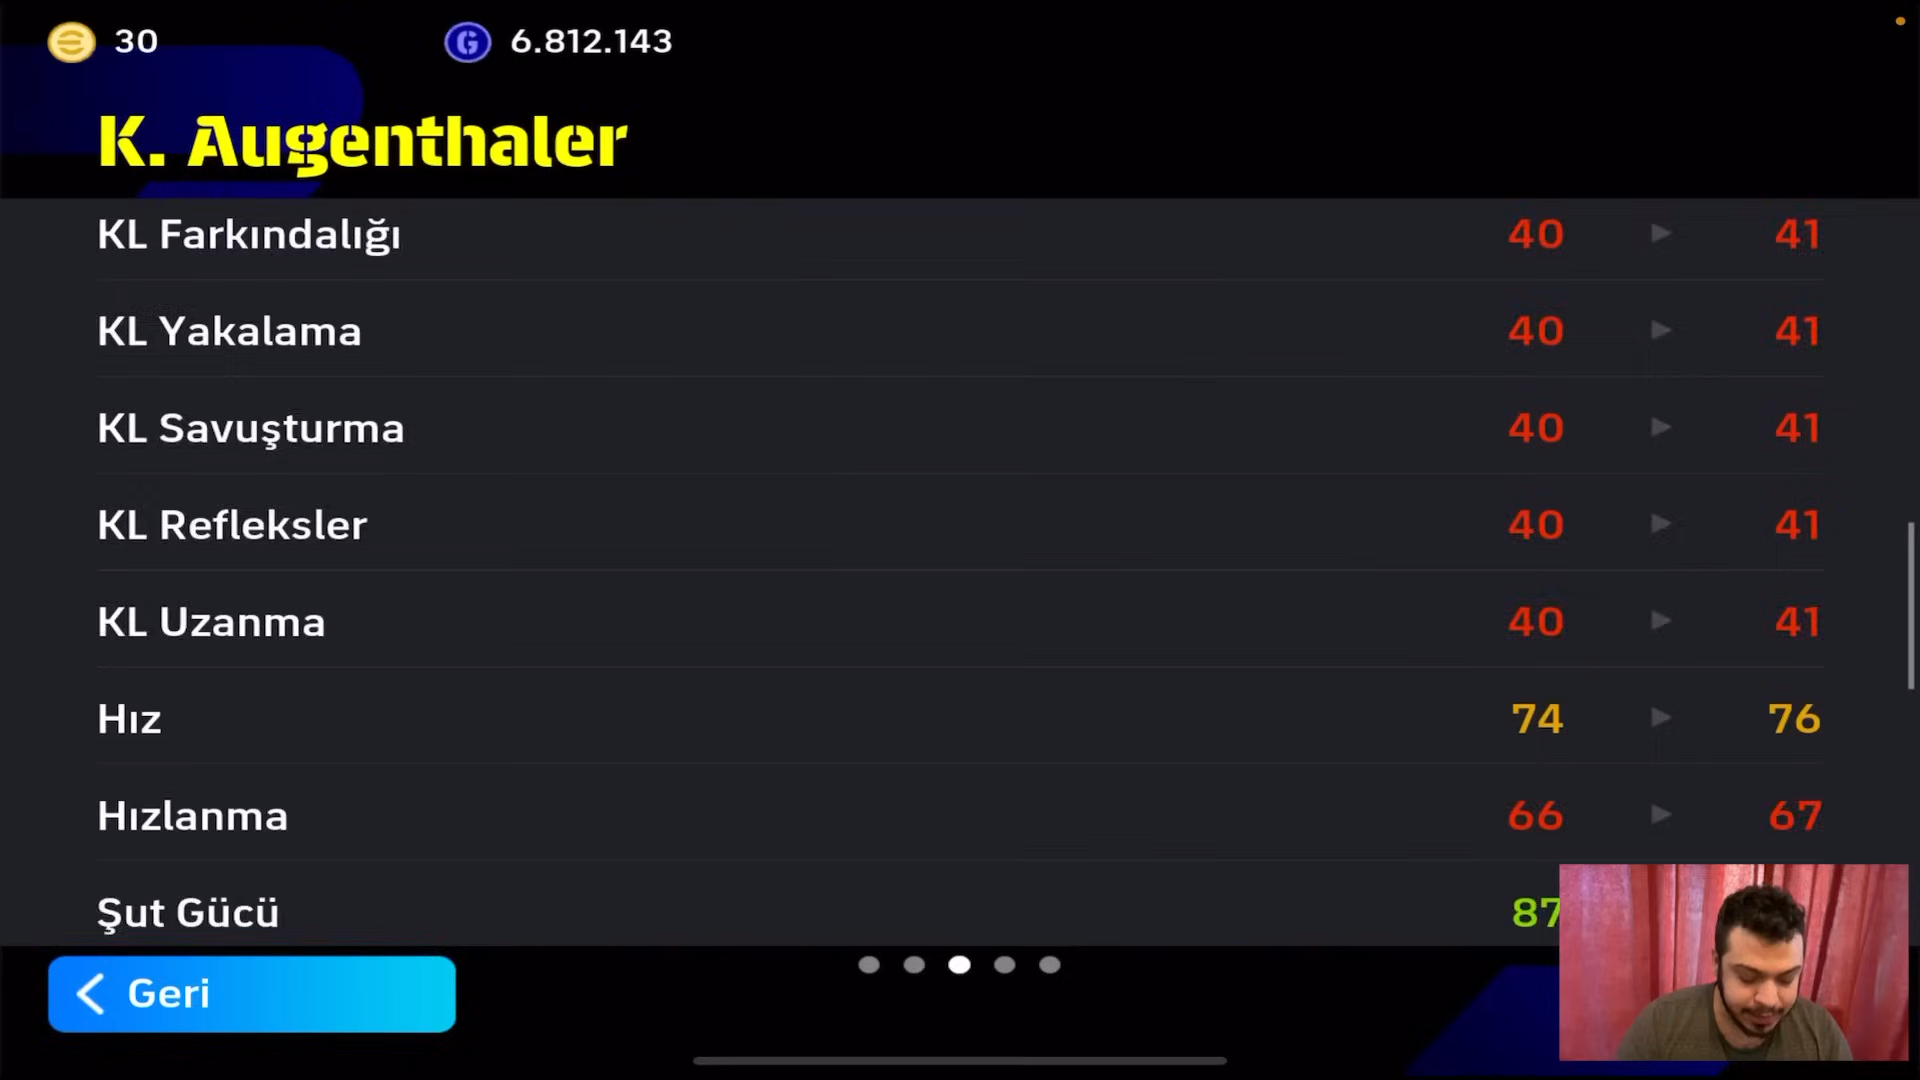 30 6.812.143
K. Augenthaler
KL Farkındalığı 40 ▶ 41
KL Yakalama 40 ▶ 41
KL Savuşturma 40 ▶ 41
KL Refleksler 40 ▶ 41
KL Uzanma 40 ▶ 41
Hız 74 ▶ 76
Hızlanma 66 ▶ 67
Şut Gücü 87
Geri